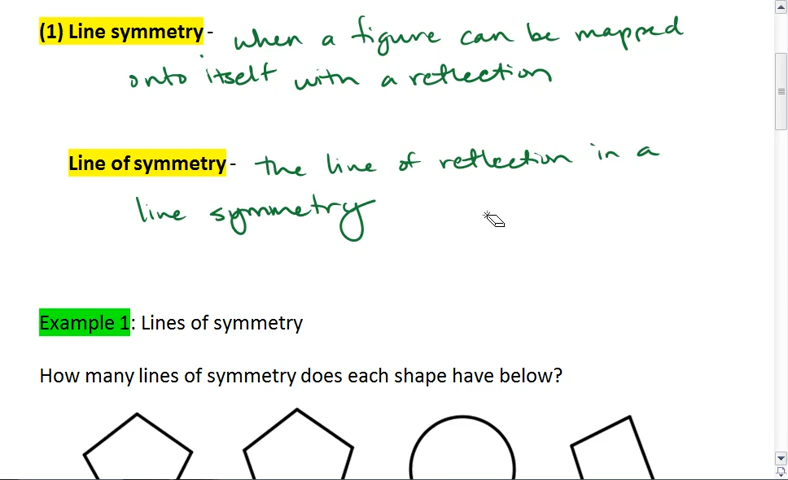 (1) Line symmetry - when a figure can be mapped
onto itself with a reflection
Line of symmetry - the line of reflection in a
line symmetry
Example 1: Lines of symmetry
How many lines of symmetry does each shape have below?